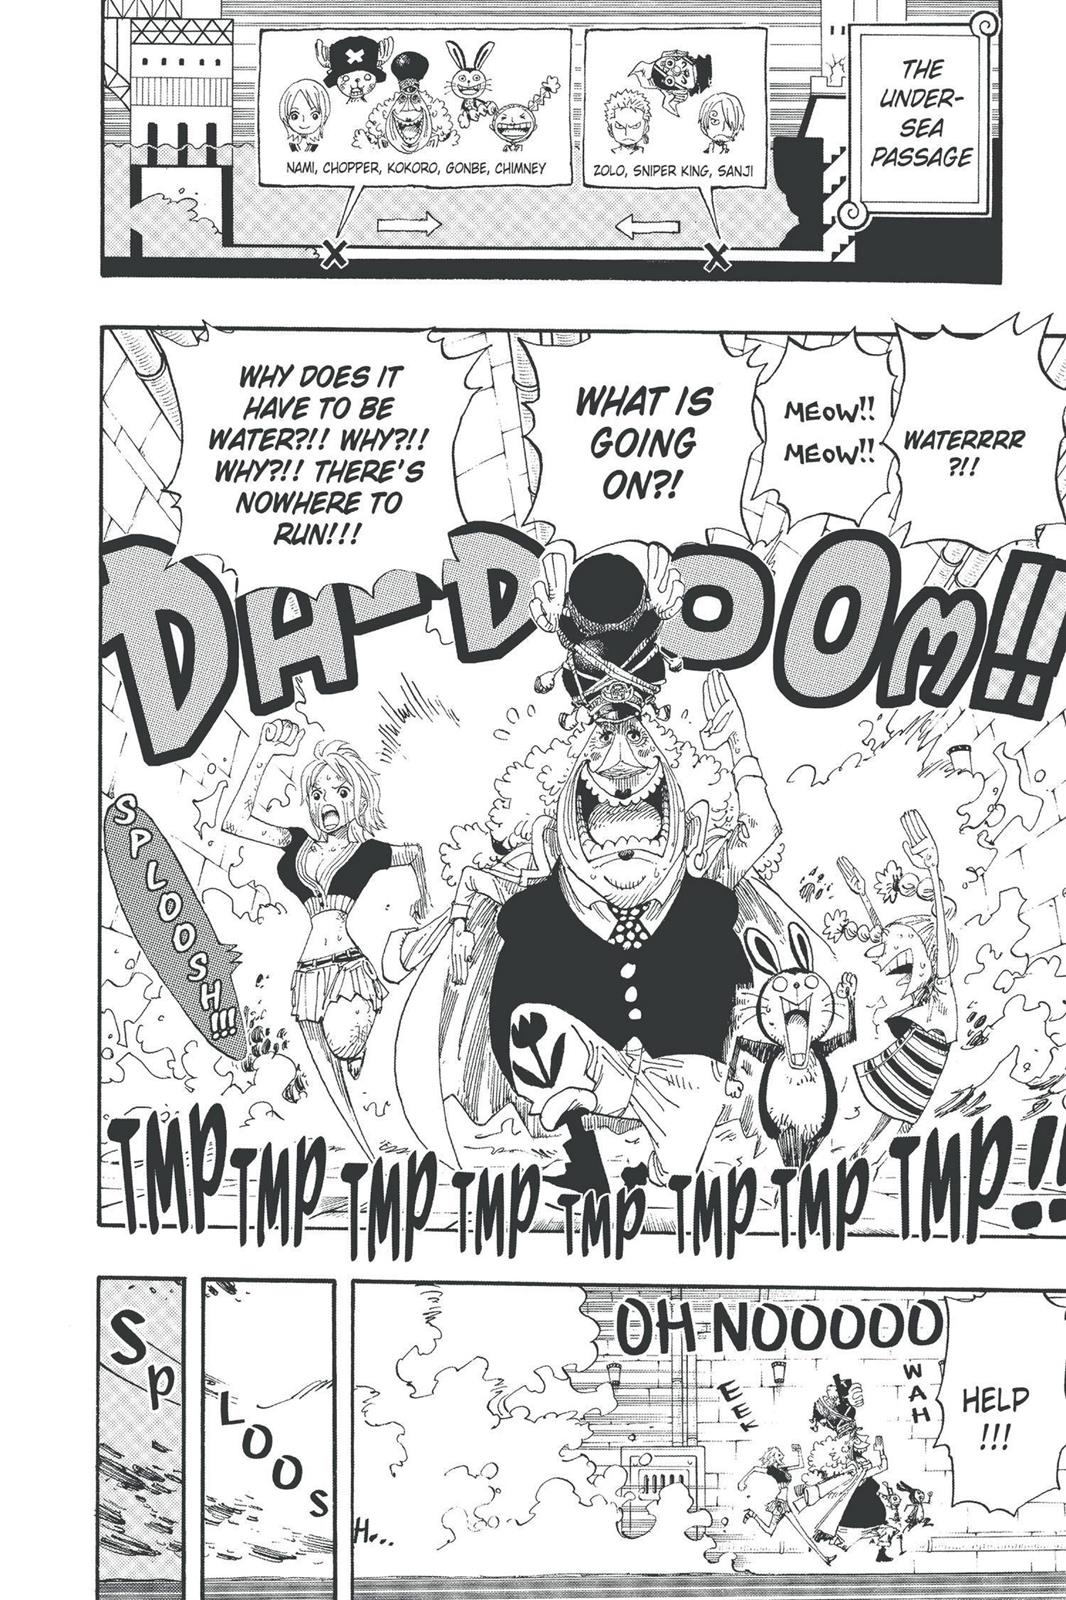 THE
UNDER-
SEA
PASSAGE
ZOLO, SNIPER KING, SANJI
NAMI, CHOPPER, KOKORO, GONBE, CHIMNEY
WATERRRR
?!!
MEOW!!
MEOW!!
WHAT IS
GOING
ON?!
WHY DOES IT
HAVE TO BE
WATER?!! WHY?!!
WHY?!! THERE'S
NOWHERE TO
RUN!!!
DH-DOOOM!!
SPLOOSH!!!
TMP TMP TMP TMP TMP TMP TMP TMP!!
HELP
!!!
OH NOOOOO
WAH
EEK
SP
LOOS
H...